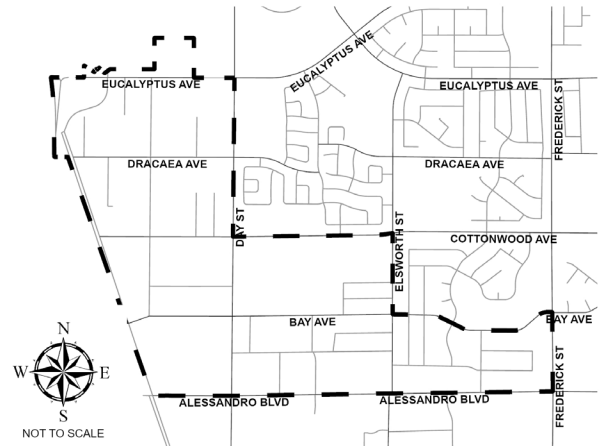 EUCALYPTUS AVE
EUCALYPTUS AVE
EUCALYPTUS AVE
FREDERICK ST
DRACAEA AVE
DRACAEA AVE
DAY ST
ELSWORTH ST
COTTONWOOD AVE
BAY AVE
BAY AVE
FREDERICK ST
ALESSANDRO BLVD
ALESSANDRO BLVD
N
W
E
S
NOT TO SCALE